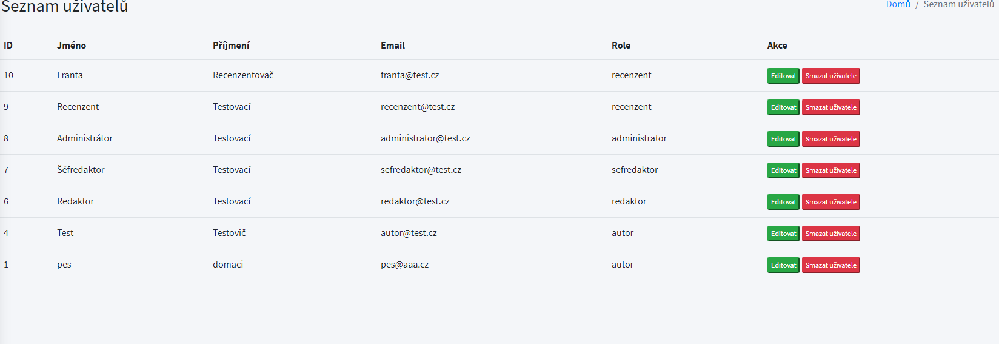 Seznam uživatelů
Domů / Seznam uživatelů
ID Jméno Příjmení Email Role Akce
10 Franta Recenzentovač franta@test.cz recenzent Editovat Smazat uživatele
9 Recenzent Testovací recenzent@test.cz recenzent Editovat Smazat uživatele
8 Administrátor Testovací administrator@test.cz administrator Editovat Smazat uživatele
7 Šéfredaktor Testovací sefredaktor@test.cz sefredaktor Editovat Smazat uživatele
6 Redaktor Testovací redaktor@test.cz redaktor Editovat Smazat uživatele
4 Test Testovič autor@test.cz autor Editovat Smazat uživatele
1 pes domaci pes@aaa.cz autor Editovat Smazat uživatele